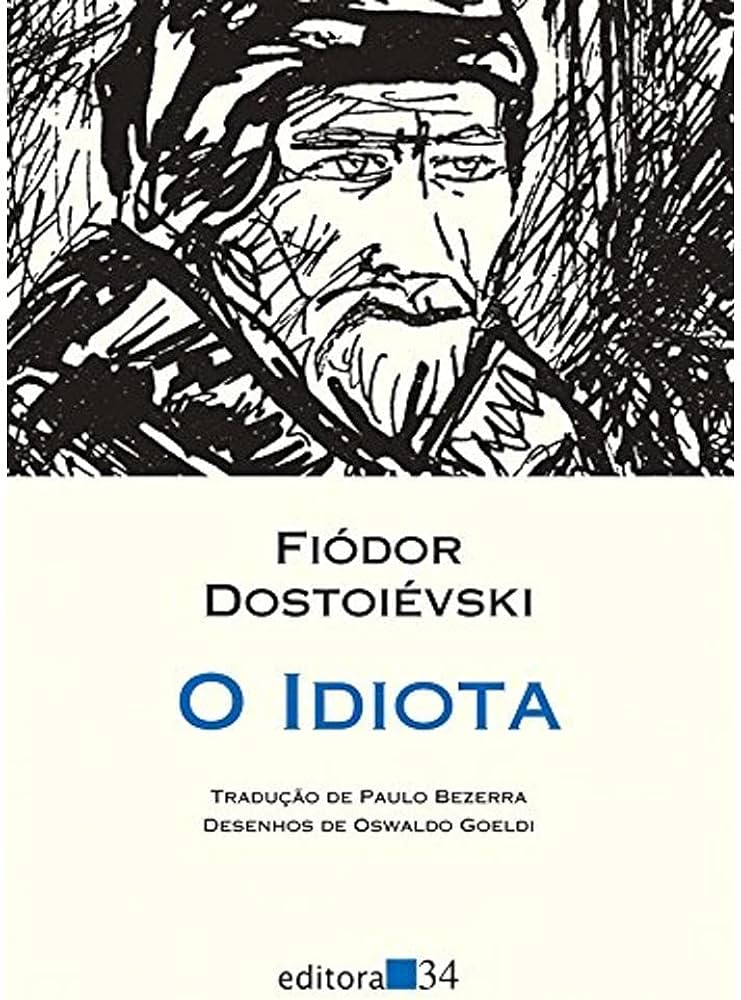 Fiódor
Dostoiévski
O Idiota
Tradução de Paulo Bezerra
Desenhos de Oswaldo Goeldi
editora 34